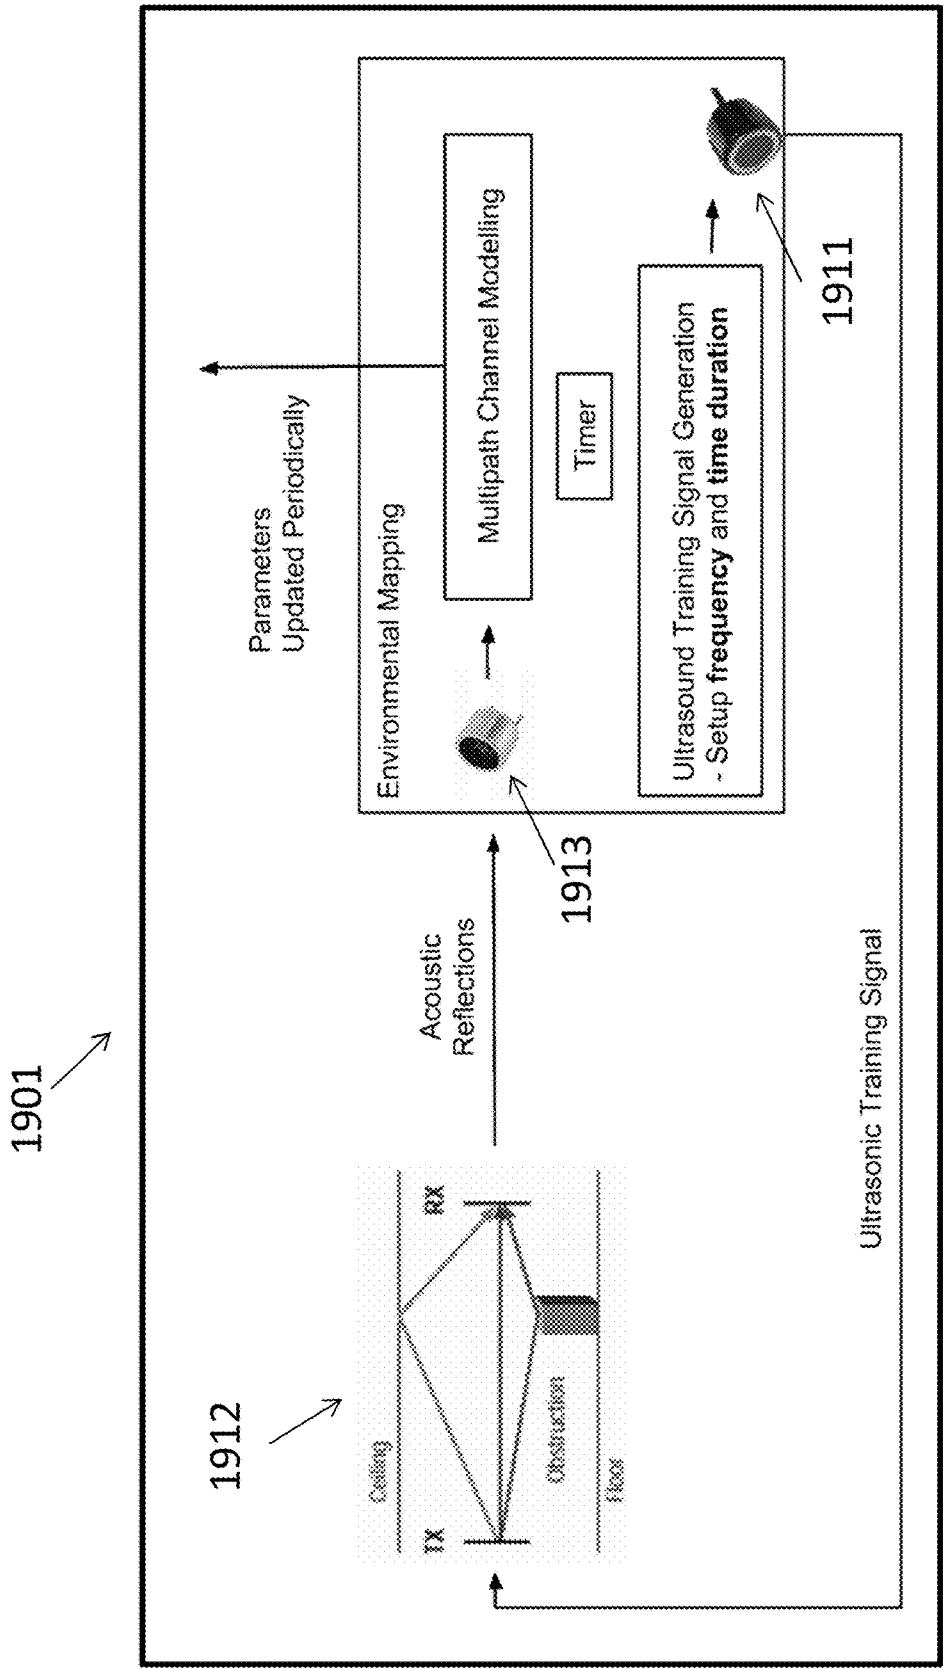 1901
1912
Ceiling
TX
RX
Obstruction
Floor
Acoustic
Reflections
Parameters
Updated Periodically
Environmental Mapping
1913
Multipath Channel Modelling
Timer
Ultrasound Training Signal Generation
- Setup frequency and time duration
1911
Ultrasonic Training Signal